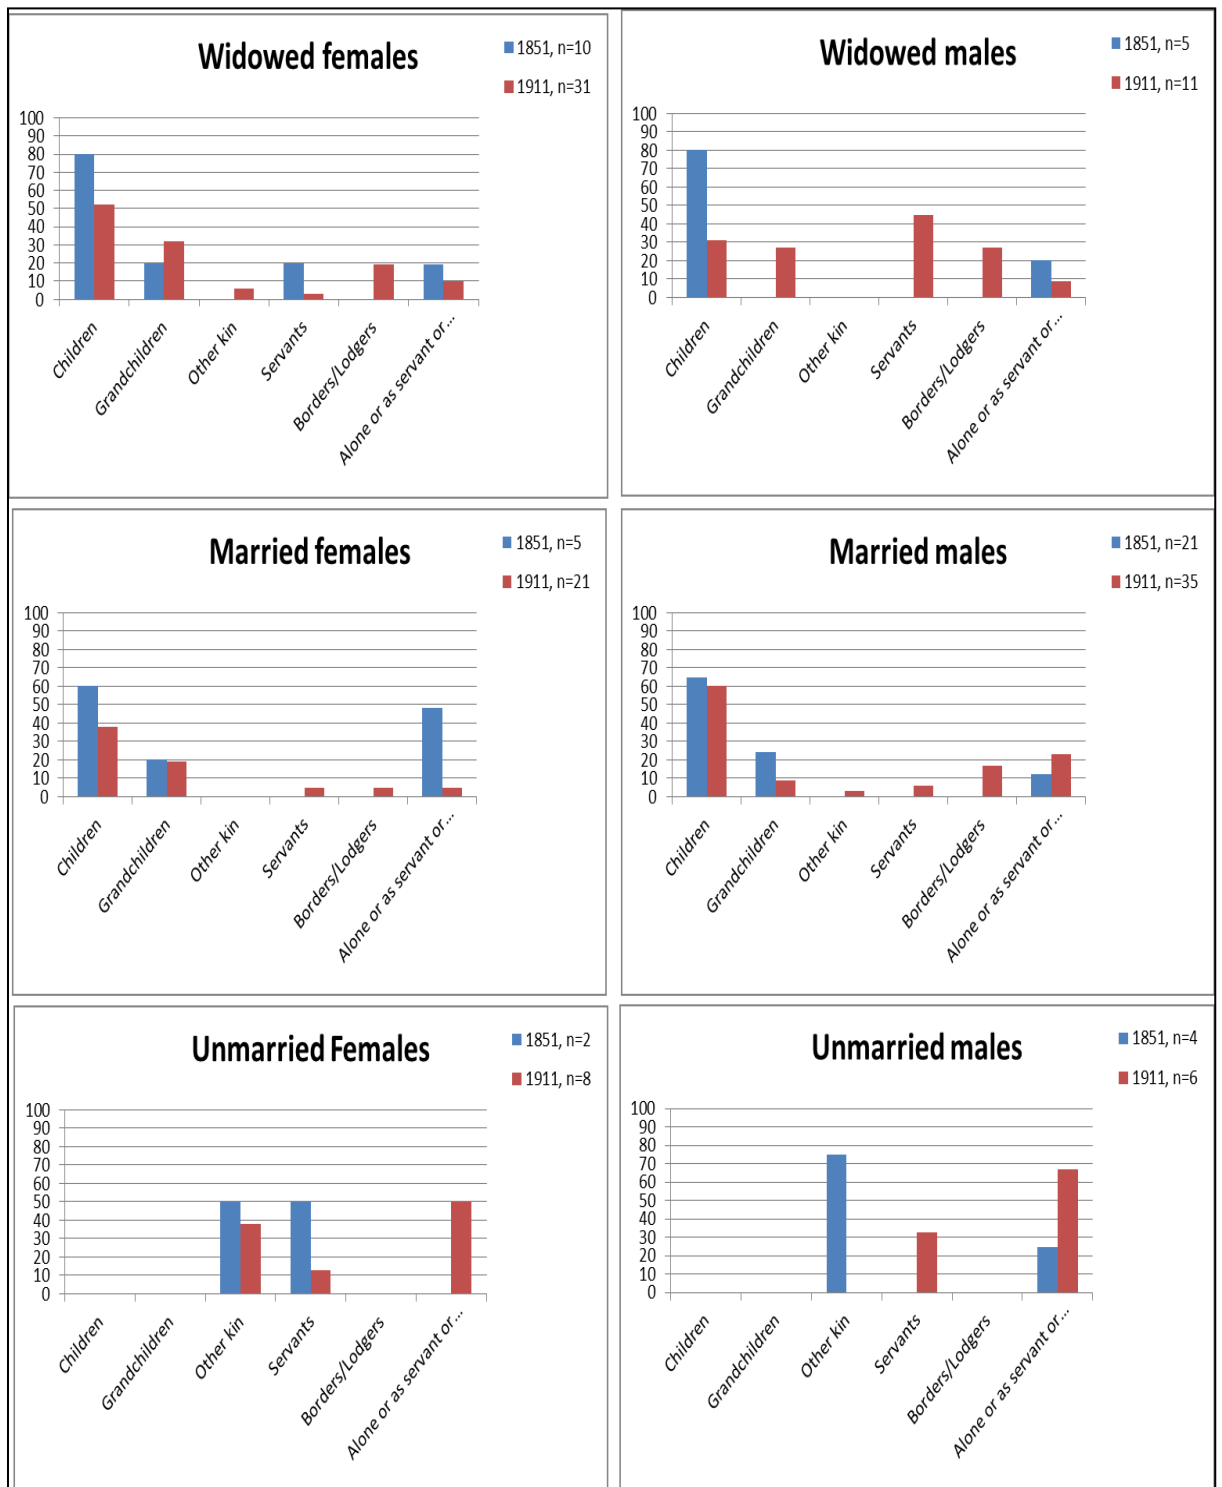 Widowed females
1851, n=10
1911, n=31
100
90
80
70
60
50
40
30
20
10
0
Children
Grandchildren
Other kin
Servants
Borders/Lodgers
Alone or as servant or...
Widowed males
1851, n=5
1911, n=11
100
90
80
70
60
50
40
30
20
10
0
Children
Grandchildren
Other kin
Servants
Borders/Lodgers
Alone or as servant or...
Married females
1851, n=5
1911, n=21
100
90
80
70
60
50
40
30
20
10
0
Children
Grandchildren
Other kin
Servants
Borders/Lodgers
Alone or as servant or...
Married males
1851, n=21
1911, n=35
100
90
80
70
60
50
40
30
20
10
0
Children
Grandchildren
Other kin
Servants
Borders/Lodgers
Alone or as servant or...
Unmarried Females
1851, n=2
1911, n=8
100
90
80
70
60
50
40
30
20
10
0
Children
Grandchildren
Other kin
Servants
Borders/Lodgers
Alone or as servant or...
Unmarried males
1851, n=4
1911, n=6
100
90
80
70
60
50
40
30
20
10
0
Children
Grandchildren
Other kin
Servants
Borders/Lodgers
Alone or as servant or...